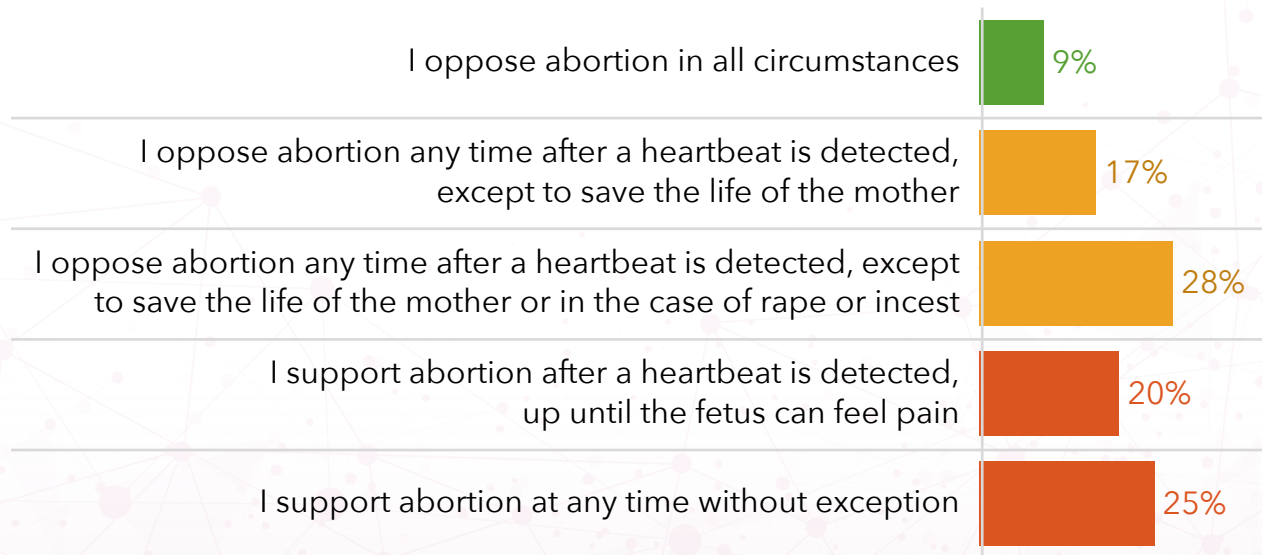 I oppose abortion in all circumstances
9%
I oppose abortion any time after a heartbeat is detected,
except to save the life of the mother
17%
I oppose abortion any time after a heartbeat is detected, except
to save the life of the mother or in the case of rape or incest
28%
I support abortion after a heartbeat is detected,
up until the fetus can feel pain
20%
I support abortion at any time without exception
25%